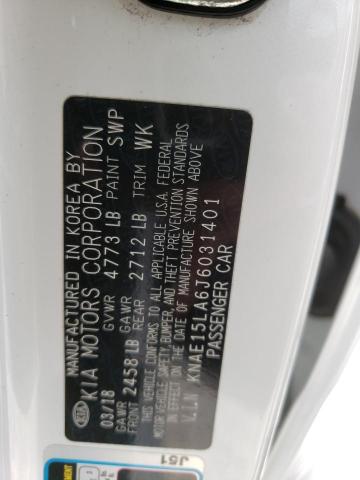 MANUFACTURED IN KOREA BY
KIA KIA MOTORS CORPORATION
03/18 GVWR 4773 LB PAINT SWP
GAWR FRONT 2458 LB GAWR REAR 2712 LB TRIM WK
THIS VEHICLE CONFORMS TO ALL APPLICABLE U.S.A. FEDERAL
MOTOR VEHICLE SAFETY, BUMPER, AND THEFT PREVENTION STANDARDS
IN EFFECT ON THE DATE OF MANUFACTURE SHOWN ABOVE
V.I.N KNAE15LA6J6031401
PASSENGER CAR
J51